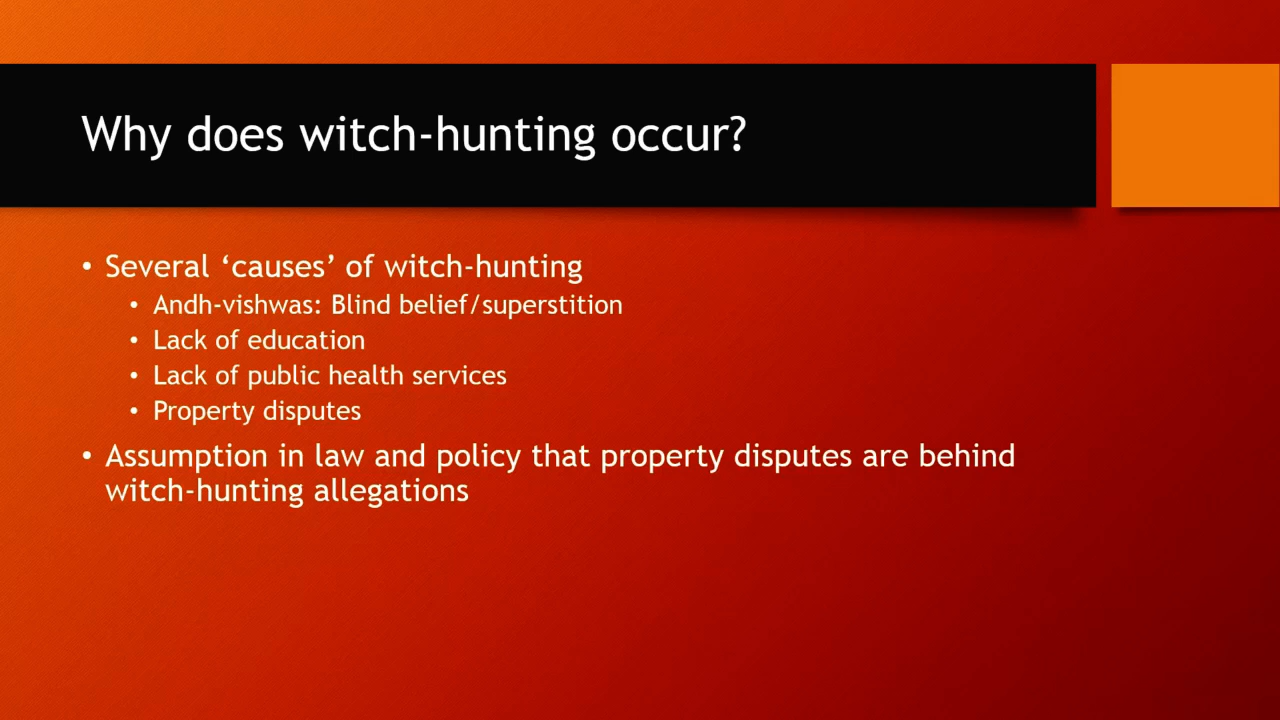 Why does witch-hunting occur?
• Several ‘causes’ of witch-hunting
• Andh-vishwas: Blind belief/superstition
• Lack of education
• Lack of public health services
• Property disputes
• Assumption in law and policy that property disputes are behind
witch-hunting allegations